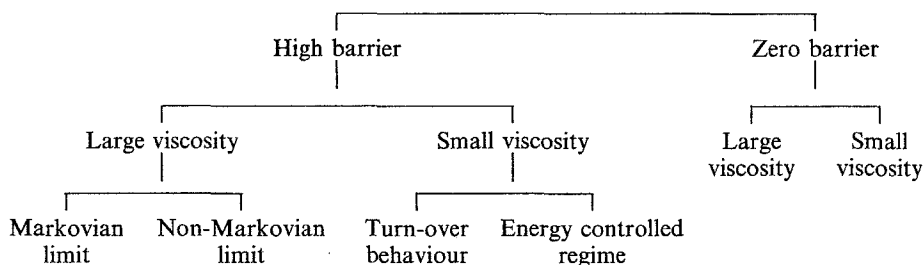 High barrier
Zero barrier
Large viscosity
Small viscosity
Large
viscosity
Small
viscosity
Markovian
limit
Non-Markovian
limit
Turn-over
behaviour
Energy controlled
regime